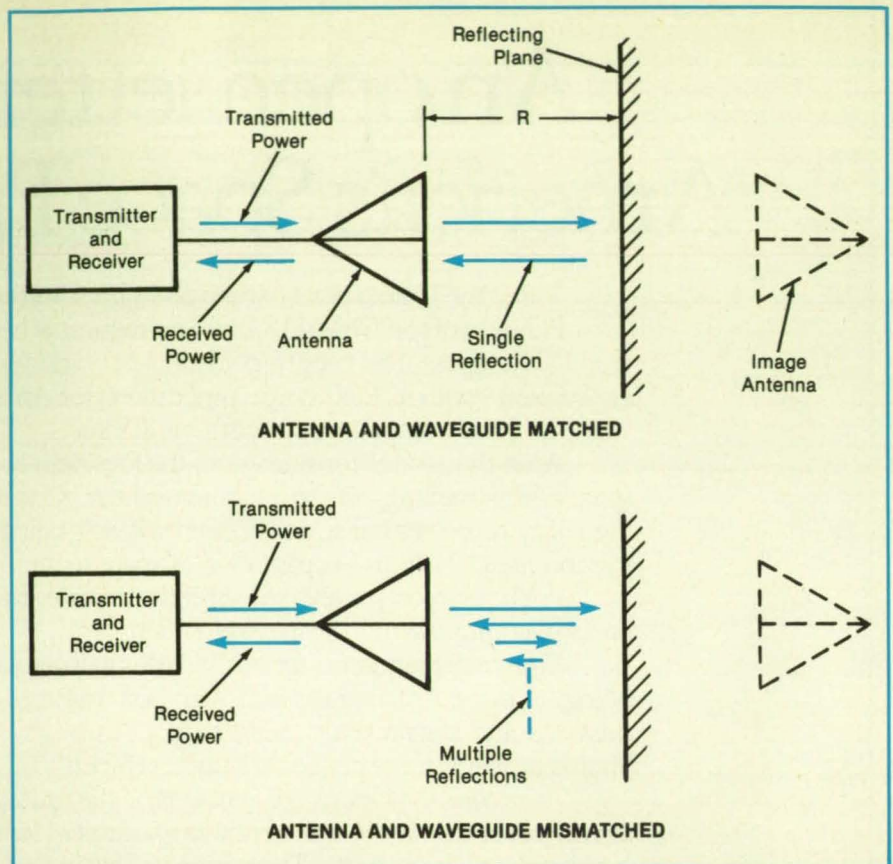 Reflecting
Plane
R
Transmitted
Power
Transmitter
and
Receiver
Received
Power
Antenna
Single
Reflection
Image
Antenna
ANTENNA AND WAVEGUIDE MATCHED
Transmitted
Power
Transmitter
and
Receiver
Received
Power
Multiple
Reflections
ANTENNA AND WAVEGUIDE MISMATCHED